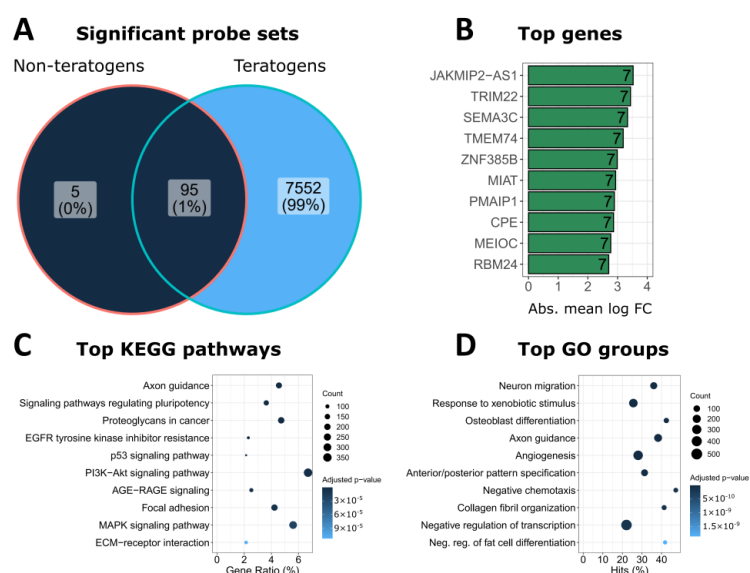 A Significant probe sets
Non-teratogens Teratogens
5
(0%)
95
(1%)
7552
(99%)
B Top genes
JAKMIP2−AS1 7
TRIM22 7
SEMA3C 7
TMEM74 7
ZNF385B 7
MIAT 7
PMAIP1 7
CPE 7
MEIOC 7
RBM24 7
0 1 2 3 4
Abs. mean log FC
C Top KEGG pathways
Axon guidance
Signaling pathways regulating pluripotency
Proteoglycans in cancer
EGFR tyrosine kinase inhibitor resistance
p53 signaling pathway
PI3K-Akt signaling pathway
AGE-RAGE signaling
Focal adhesion
MAPK signaling pathway
ECM-receptor interaction
0 2 4 6
Gene Ratio (%)
Count
100
150
200
250
300
350
Adjusted p-value
3×10⁻⁵
6×10⁻⁵
9×10⁻⁵
D Top GO groups
Neuron migration
Response to xenobiotic stimulus
Osteoblast differentiation
Axon guidance
Angiogenesis
Anterior/posterior pattern specification
Negative chemotaxis
Collagen fibril organization
Negative regulation of transcription
Neg. reg. of fat cell differentiation
0 10 20 30 40
Hits (%)
Count
100
200
300
400
500
Adjusted p-value
5×10⁻¹⁰
1×10⁻⁹
1.5×10⁻⁹